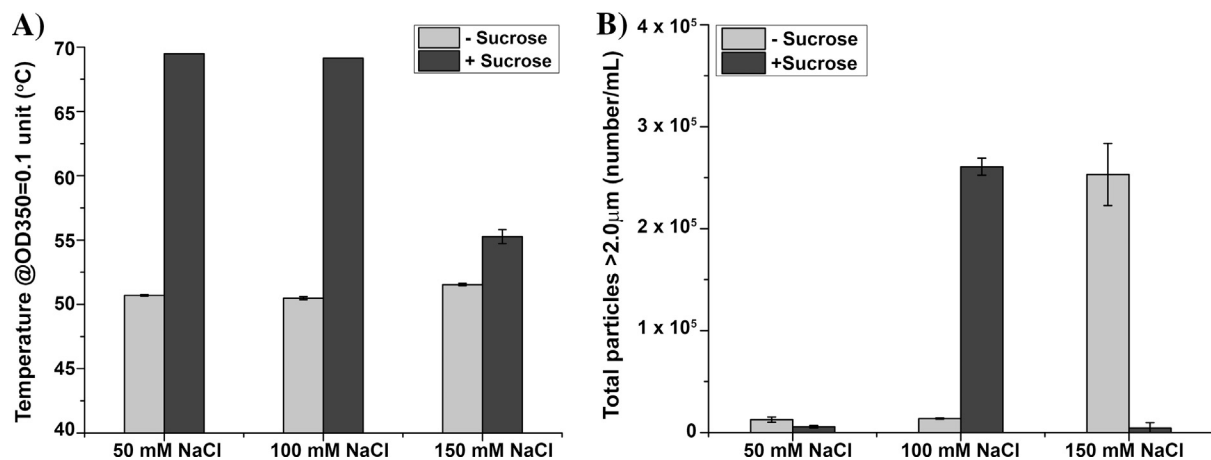 A)
Temperature @OD350=0.1 unit (°C)
70
65
60
55
50
45
40
- Sucrose
+ Sucrose
50 mM NaCl
100 mM NaCl
150 mM NaCl
B)
Total particles >2.0μm (number/mL)
4 x 10⁵
3 x 10⁵
2 x 10⁵
1 x 10⁵
0
- Sucrose
+Sucrose
50 mM NaCl
100 mM NaCl
150 mM NaCl